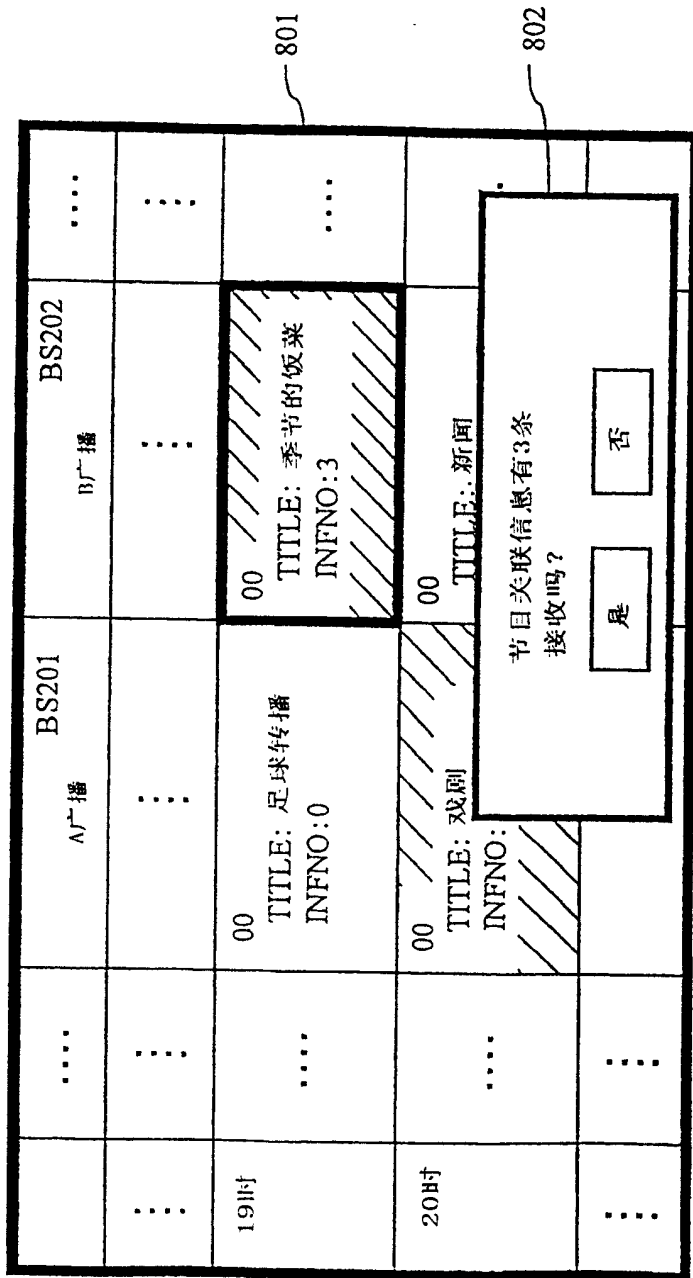 BS201
BS202
A广播
B广播
19时
00
TITLE: 足球转播
INFNO:0
00
TITLE: 季节的饭菜
INFNO:3
20时
00
TITLE: 戏剧
INFNO:
00
TITLE: 新闻
节目关联信息有3条
接收吗?
是
否
801
802